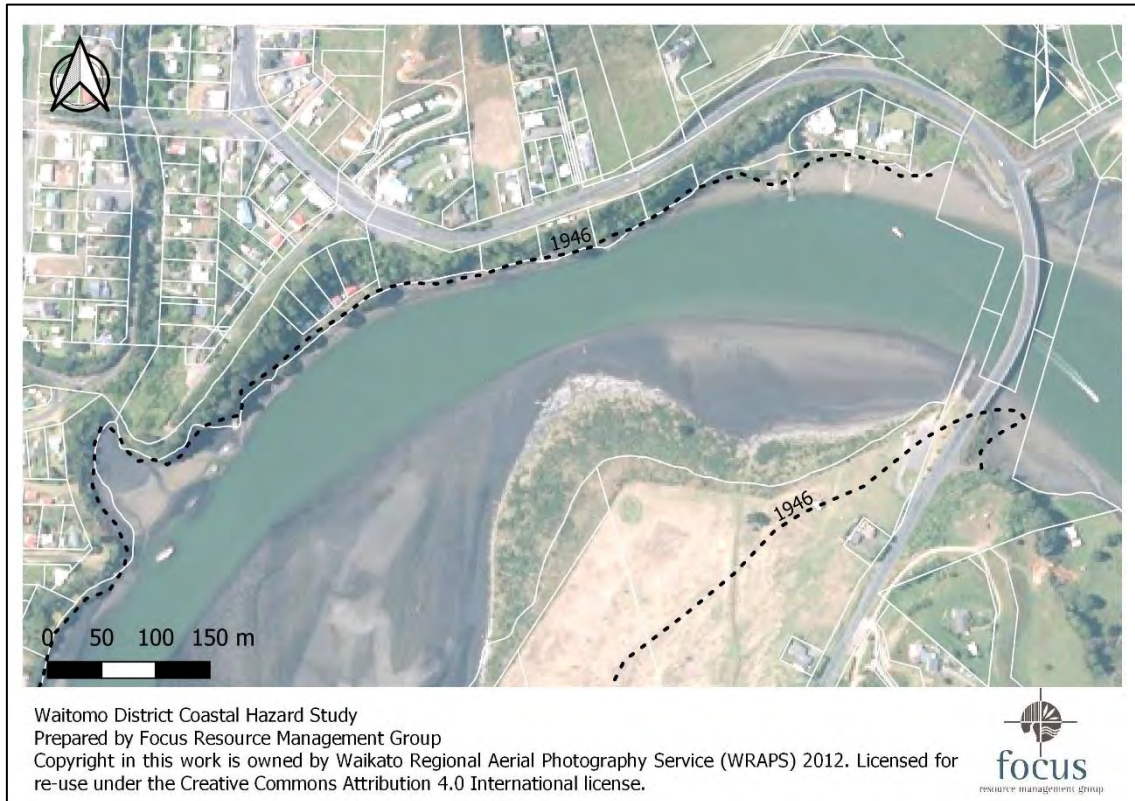 1946
1946
0 50 100 150 m
Waitomo District Coastal Hazard Study
Prepared by Focus Resource Management Group
Copyright in this work is owned by Waikato Regional Aerial Photography Service (WRAPS) 2012. Licensed for
re-use under the Creative Commons Attribution 4.0 International license.
focus
resource management group